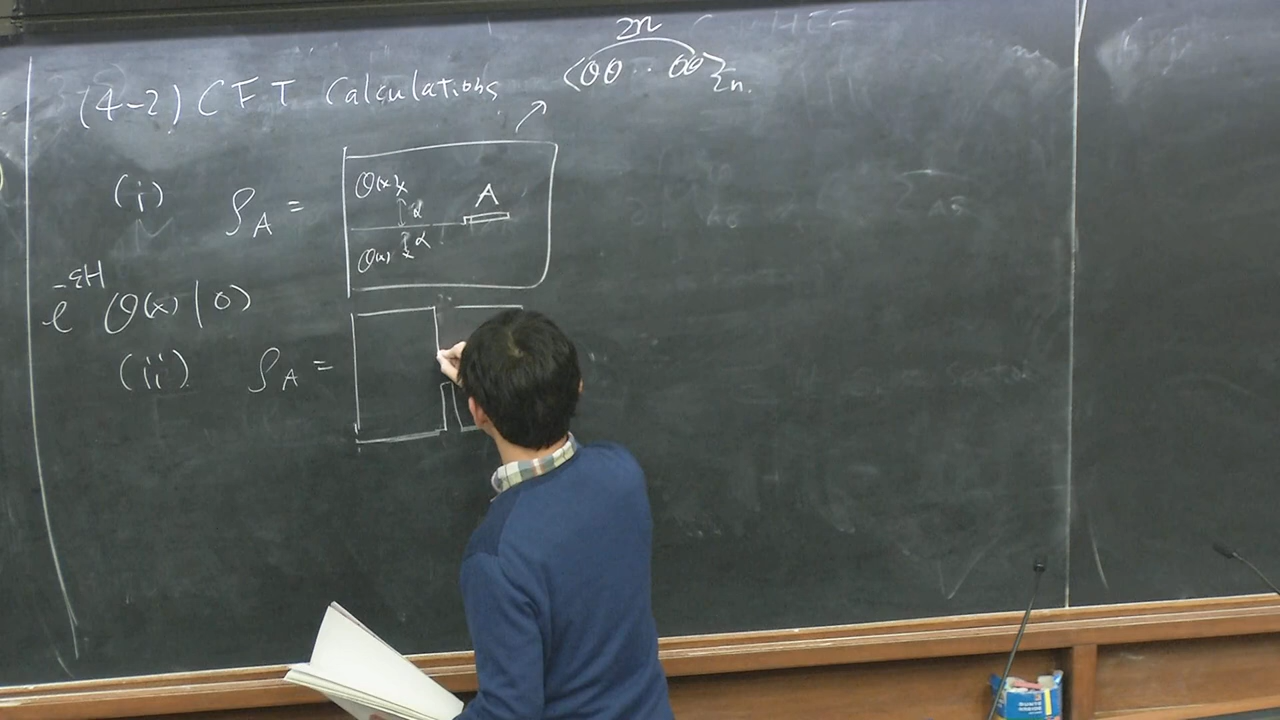 (4-2) CFT Calculations
2n
⟨OO··OO⟩Σn.
(i) ρA =
O(x) x
α
A
α
O(x) x
e^-εH O(x)|0⟩
(ii) ρA =